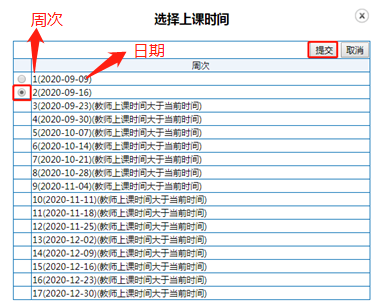 周次
选择上课时间
日期
提交 取消
周次
1(2020-09-09)
2(2020-09-16)
3(2020-09-23)(教师上课时间大于当前时间)
4(2020-09-30)(教师上课时间大于当前时间)
5(2020-10-07)(教师上课时间大于当前时间)
6(2020-10-14)(教师上课时间大于当前时间)
7(2020-10-21)(教师上课时间大于当前时间)
8(2020-10-28)(教师上课时间大于当前时间)
9(2020-11-04)(教师上课时间大于当前时间)
10(2020-11-11)(教师上课时间大于当前时间)
11(2020-11-18)(教师上课时间大于当前时间)
12(2020-11-25)(教师上课时间大于当前时间)
13(2020-12-02)(教师上课时间大于当前时间)
14(2020-12-09)(教师上课时间大于当前时间)
15(2020-12-16)(教师上课时间大于当前时间)
16(2020-12-23)(教师上课时间大于当前时间)
17(2020-12-30)(教师上课时间大于当前时间)